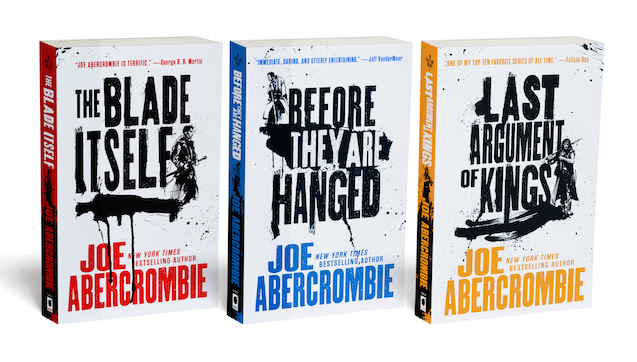 THE BLADE ITSELF
JOE ABERCROMBIE
"JOE ABERCROMBIE IS TERRIFIC." —George R. R. Martin
THE BLADE
ITSELF
JOE
NEW YORK TIMES
BESTSELLING AUTHOR
ABERCROMBIE
BEFORE THEY ARE HANGED
JOE ABERCROMBIE
"IMMEDIATE, DARING, AND UTTERLY ENTERTAINING." —Jeff VanderMeer
BEFORE
THEY ARE
HANGED
JOE
NEW YORK TIMES
BESTSELLING AUTHOR
ABERCROMBIE
LAST ARGUMENT OF KINGS
JOE ABERCROMBIE
"ONE OF MY TOP TEN FAVORITE SERIES OF ALL TIME." —Felicia Day
LAST
ARGUMENT
OF KINGS
JOE
NEW YORK TIMES
BESTSELLING AUTHOR
ABERCROMBIE